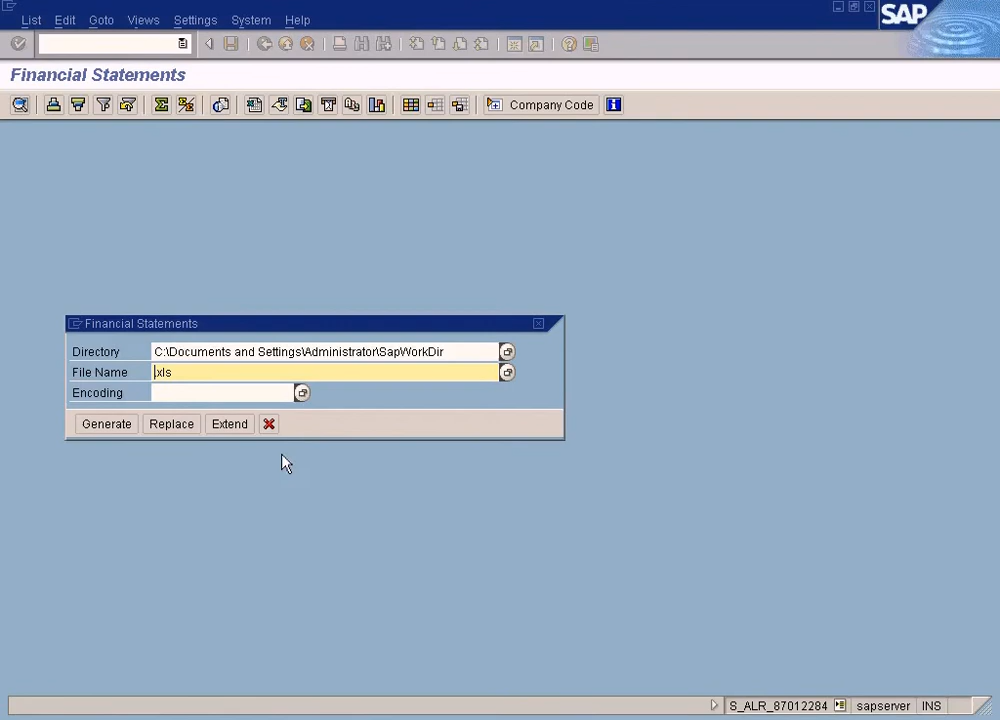 List Edit Goto Views Settings System Help
SAP
Financial Statements
Company Code
Financial Statements
Directory C:\Documents and Settings\Administrator\SapWorkDir
File Name .xls
Encoding
Generate Replace Extend
S_ALR_87012284 sapserver INS